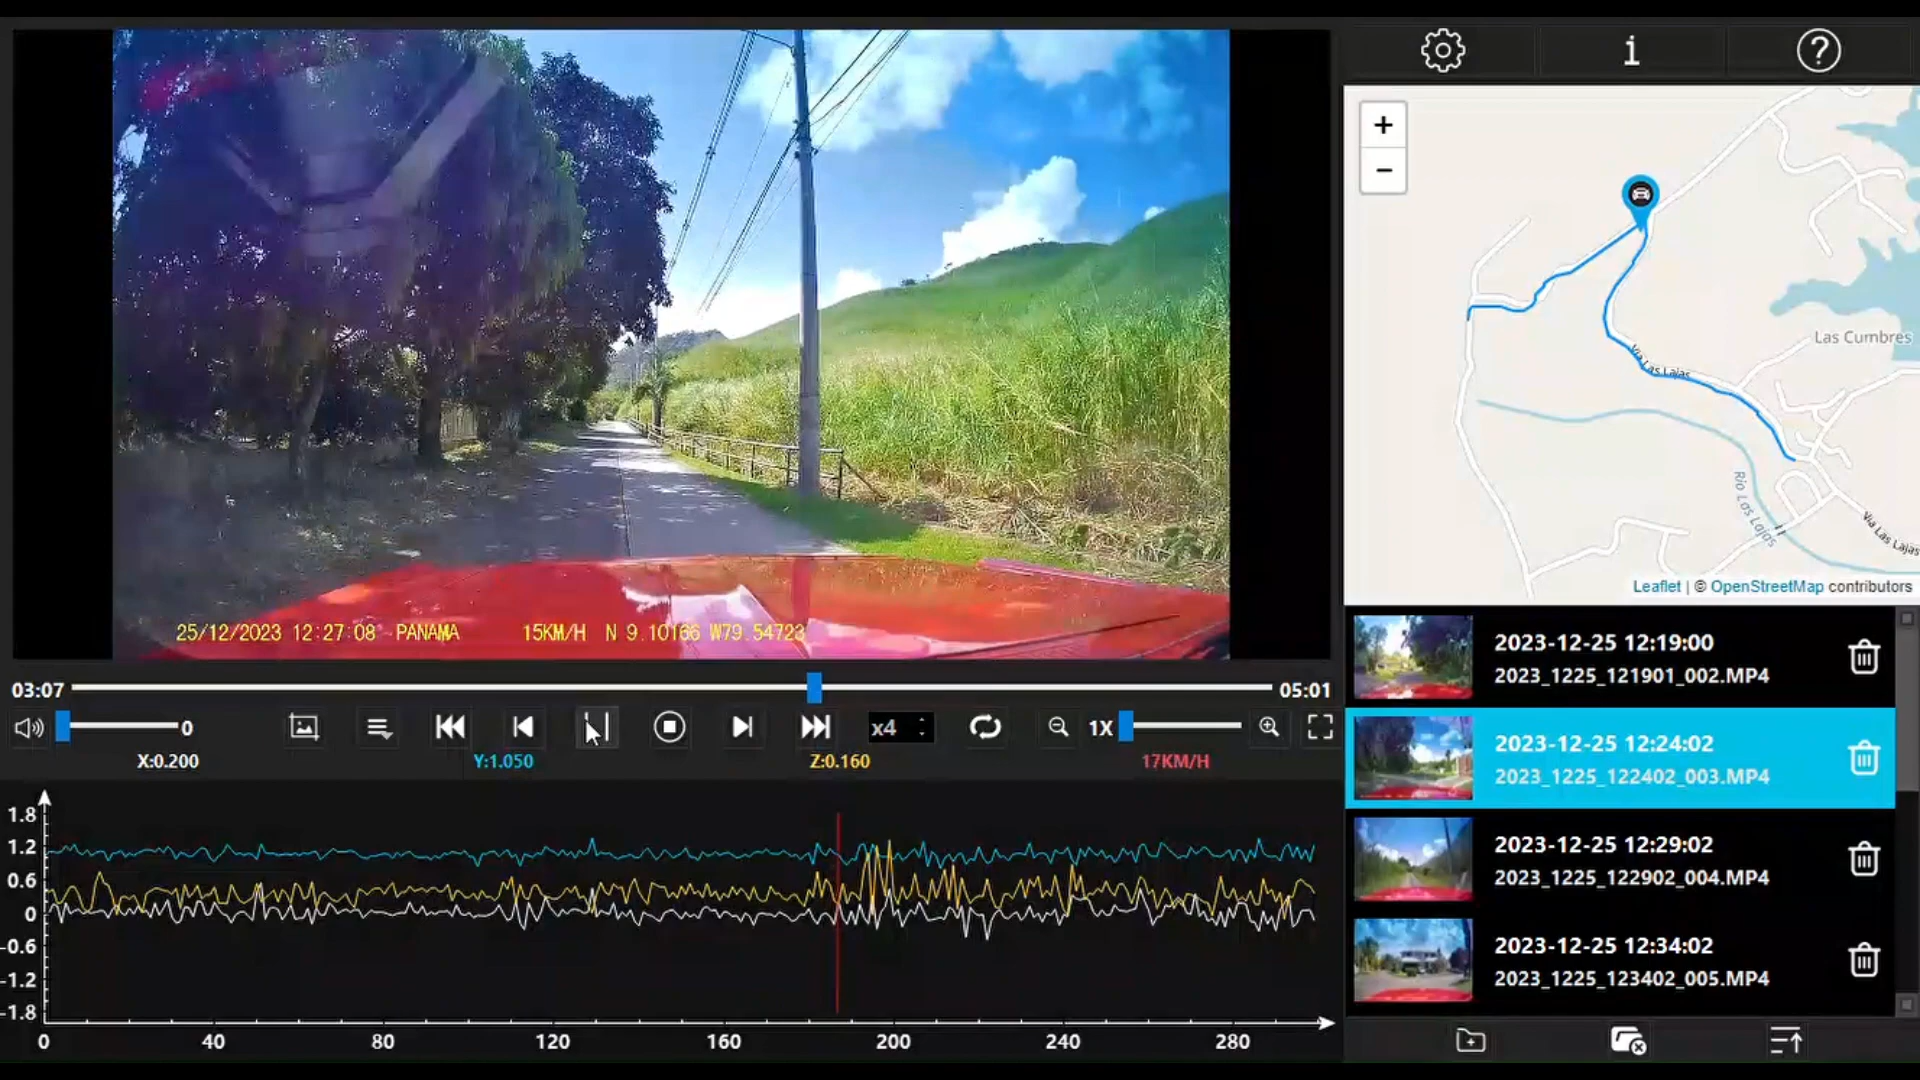 i
?
+
−
Las Cumbres
Via Las Lajas
Rio Las Lajas
Via Las Lajas
Leaflet | © OpenStreetMap contributors
25/12/2023 12:27:08 PANAMA 15KM/H N 9.10166 W79.54723
03:07
05:01
0
x4
1X
X:0.200
Y:1.050
Z:0.160
17KM/H
1.8
1.2
0.6
0
-0.6
-1.2
-1.8
0 40 80 120 160 200 240 280
2023-12-25 12:19:00
2023_1225_121901_002.MP4
2023-12-25 12:24:02
2023_1225_122402_003.MP4
2023-12-25 12:29:02
2023_1225_122902_004.MP4
2023-12-25 12:34:02
2023_1225_123402_005.MP4